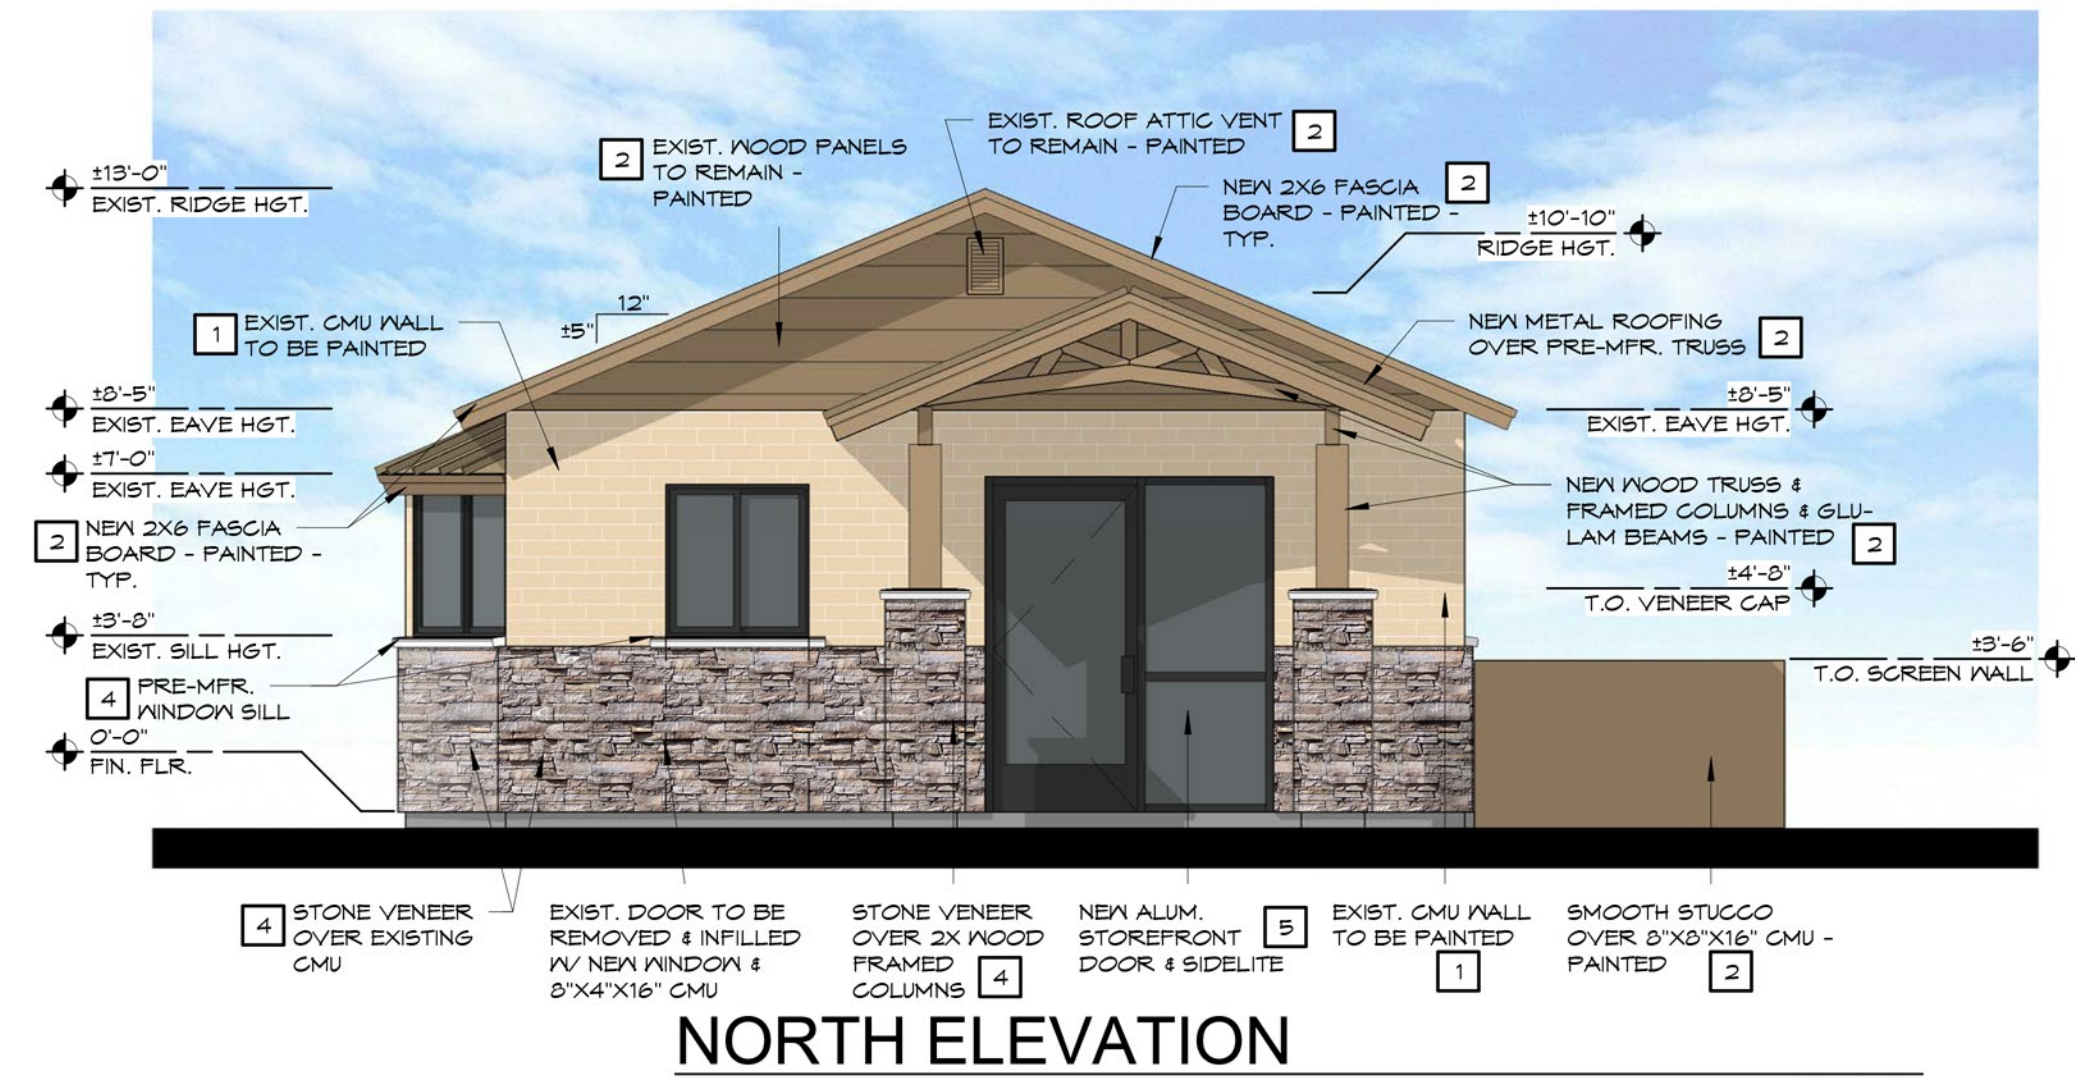 EXIST. ROOF ATTIC VENT
TO REMAIN - PAINTED
2
2
EXIST. WOOD PANELS
TO REMAIN -
PAINTED
±13'-0"
EXIST. RIDGE HGT.
NEW 2X6 FASCIA
BOARD - PAINTED -
TYP.
2
±10'-10"
RIDGE HGT.
12"
±5"
1
EXIST. CMU WALL
TO BE PAINTED
NEW METAL ROOFING
OVER PRE-MFR. TRUSS
2
±8'-5"
EXIST. EAVE HGT.
±8'-5"
EXIST. EAVE HGT.
±7'-0"
EXIST. EAVE HGT.
NEW WOOD TRUSS &
FRAMED COLUMNS & GLU-
LAM BEAMS - PAINTED
2
2
NEW 2X6 FASCIA
BOARD - PAINTED -
TYP.
±4'-8"
T.O. VENEER CAP
±3'-8"
EXIST. SILL HGT.
±3'-6"
T.O. SCREEN WALL
4
PRE-MFR.
WINDOW SILL
0'-0"
FIN. FLR.
4
STONE VENEER
OVER EXISTING
CMU
EXIST. DOOR TO BE
REMOVED & INFILLED
W/ NEW WINDOW &
8"X4"X16" CMU
STONE VENEER
OVER 2X WOOD
FRAMED
COLUMNS
4
NEW ALUM.
STOREFRONT
DOOR & SIDELITE
5
EXIST. CMU WALL
TO BE PAINTED
1
SMOOTH STUCCO
OVER 8"X8"X16" CMU -
PAINTED
2
NORTH ELEVATION